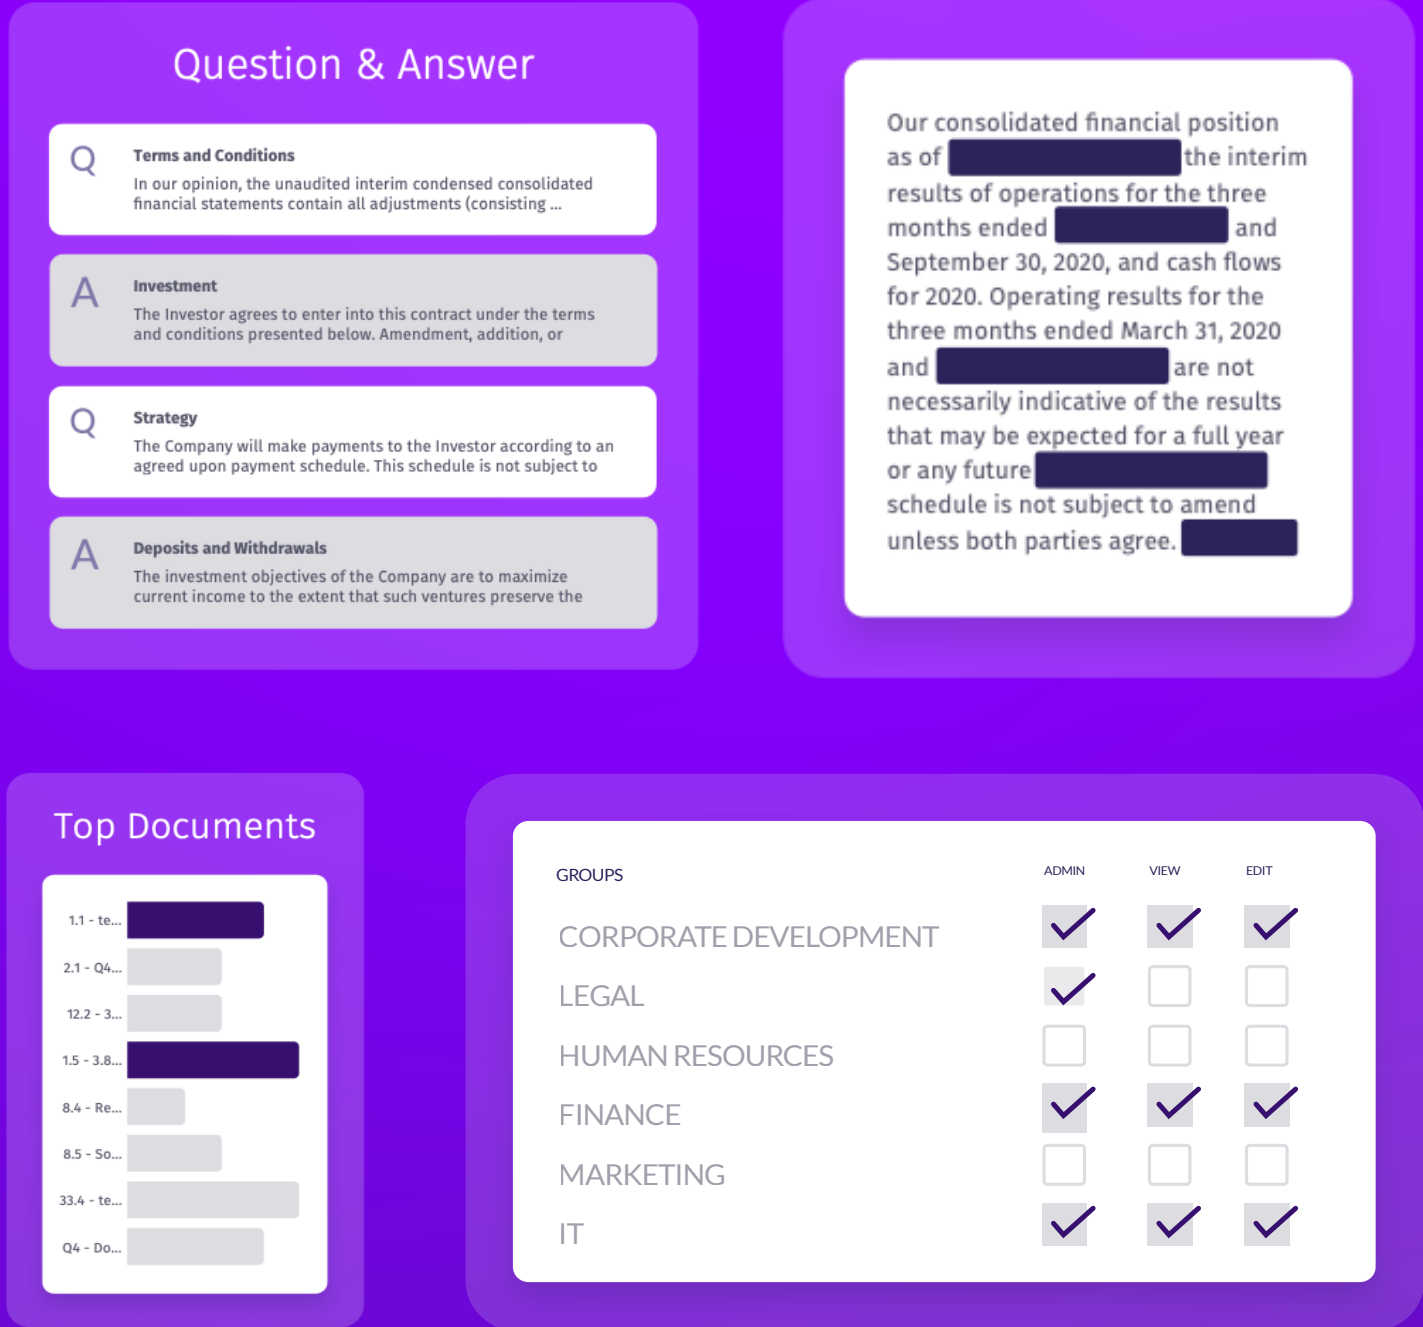 Question & Answer
Q
Terms and Conditions
In our opinion, the unaudited interim condensed consolidated
financial statements contain all adjustments (consisting ...
A
Investment
The Investor agrees to enter into this contract under the terms
and conditions presented below. Amendment, addition, or
Q
Strategy
The Company will make payments to the Investor according to an
agreed upon payment schedule. This schedule is not subject to
A
Deposits and Withdrawals
The investment objectives of the Company are to maximize
current income to the extent that such ventures preserve the
Our consolidated financial position
as of the interim
results of operations for the three
months ended and
September 30, 2020, and cash flows
for 2020. Operating results for the
three months ended March 31, 2020
and are not
necessarily indicative of the results
that may be expected for a full year
or any future
schedule is not subject to amend
unless both parties agree.
Top Documents
1.1 - te...
2.1 - Q4...
12.2 - 3...
1.5 - 3.8...
8.4 - Re...
8.5 - So...
33.4 - te...
Q4 - Do...
GROUPS ADMIN VIEW EDIT
CORPORATE DEVELOPMENT
LEGAL
HUMAN RESOURCES
FINANCE
MARKETING
IT